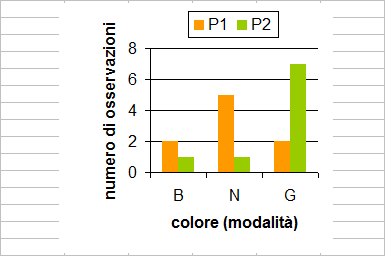 P1 P2
numero di osservazioni
8
6
4
2
0
B N G
colore (modalità)